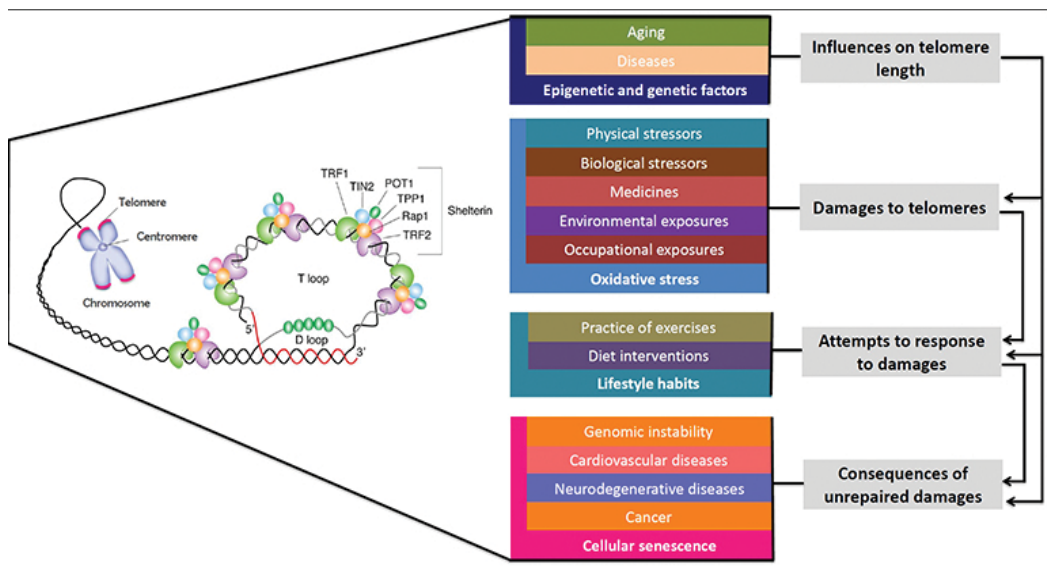 Telomere
Centromere
Chromosome
TRF1
TIN2
POT1
TPP1
Rap1
TRF2
Shelterin
T loop
5'
D loop
3'
Aging
Diseases
Epigenetic and genetic factors
Influences on telomere
length
Physical stressors
Biological stressors
Medicines
Environmental exposures
Occupational exposures
Oxidative stress
Damages to telomeres
Practice of exercises
Diet interventions
Lifestyle habits
Attempts to response
to damages
Genomic instability
Cardiovascular diseases
Neurodegenerative diseases
Cancer
Cellular senescence
Consequences of
unrepaired damages